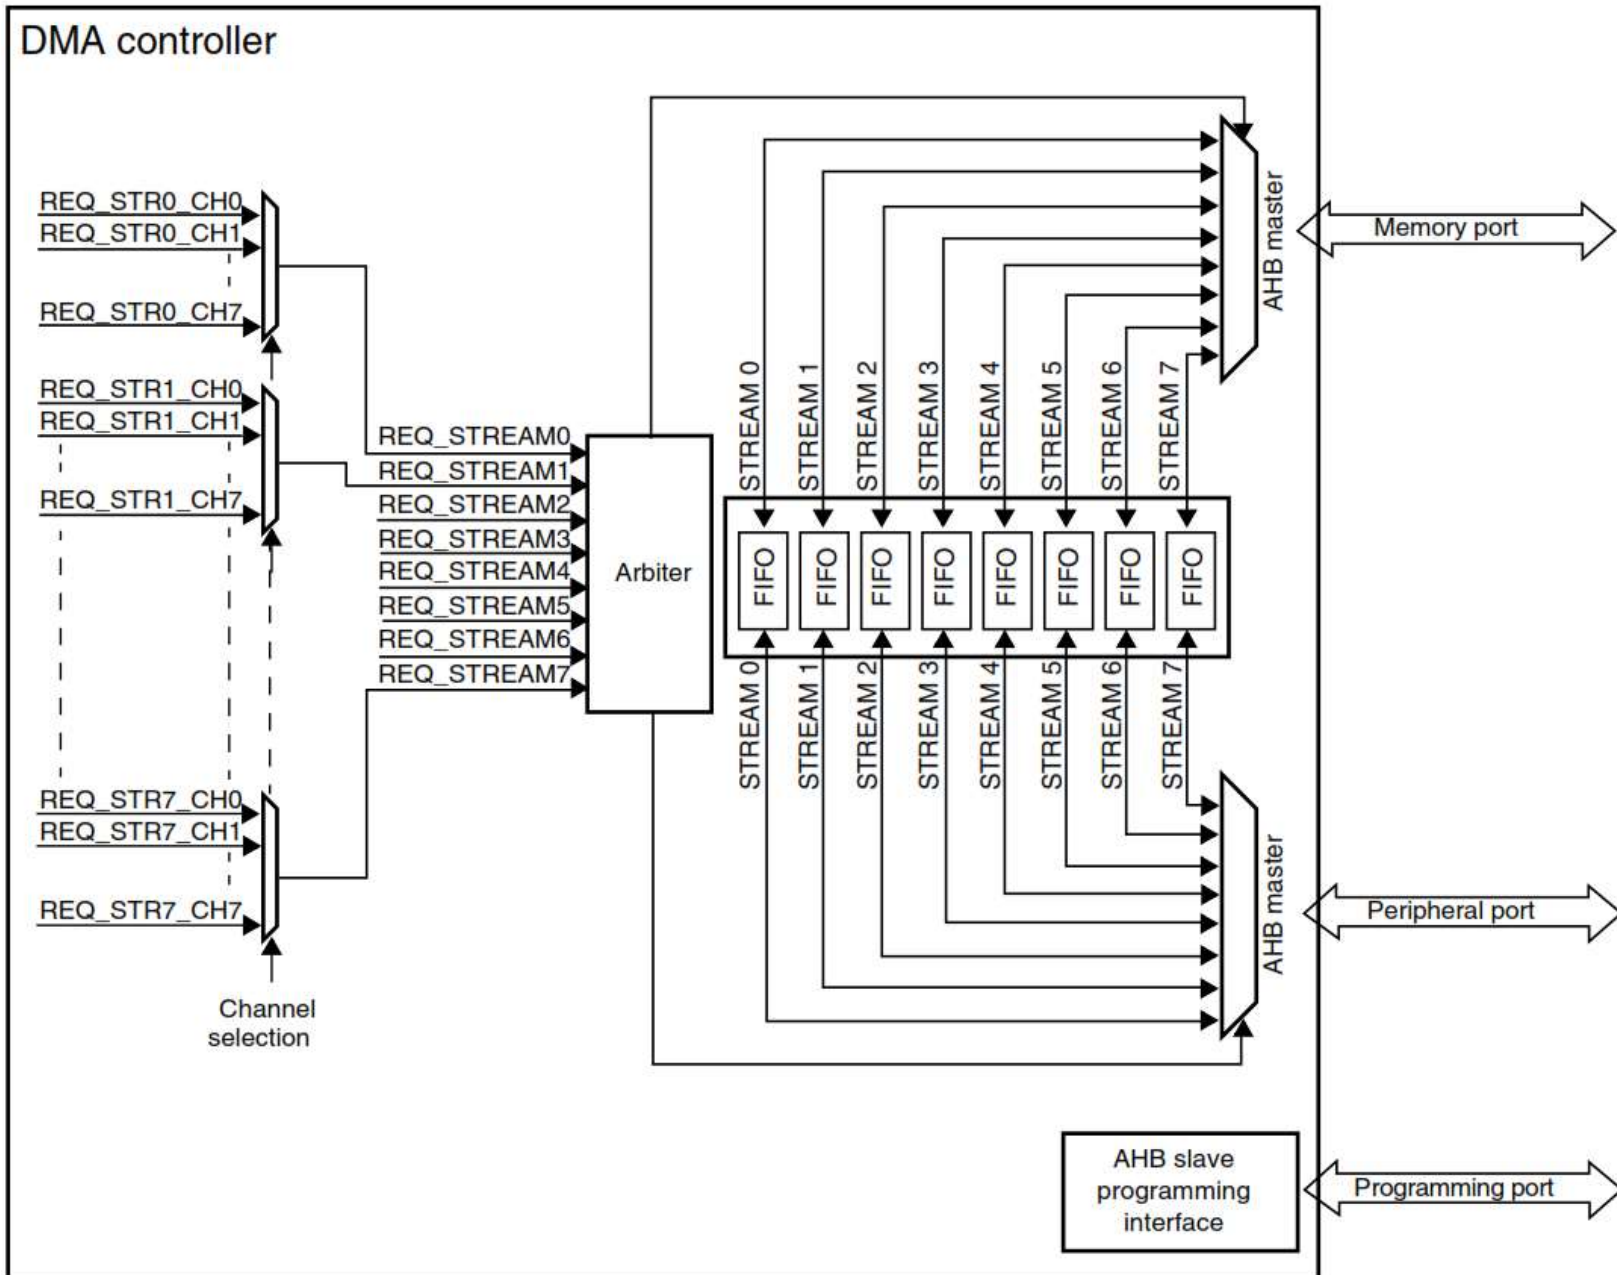 DMA controller
REQ_STR0_CH0
REQ_STR0_CH1
REQ_STR0_CH7
REQ_STR1_CH0
REQ_STR1_CH1
REQ_STR1_CH7
REQ_STR7_CH0
REQ_STR7_CH1
REQ_STR7_CH7
Channel
selection
REQ_STREAM0
REQ_STREAM1
REQ_STREAM2
REQ_STREAM3
REQ_STREAM4
REQ_STREAM5
REQ_STREAM6
REQ_STREAM7
Arbiter
STREAM 0
STREAM 1
STREAM 2
STREAM 3
STREAM 4
STREAM 5
STREAM 6
STREAM 7
FIFO
FIFO
FIFO
FIFO
FIFO
FIFO
FIFO
FIFO
STREAM 0
STREAM 1
STREAM 2
STREAM 3
STREAM 4
STREAM 5
STREAM 6
STREAM 7
AHB master
Memory port
AHB master
Peripheral port
AHB slave
programming
interface
Programming port